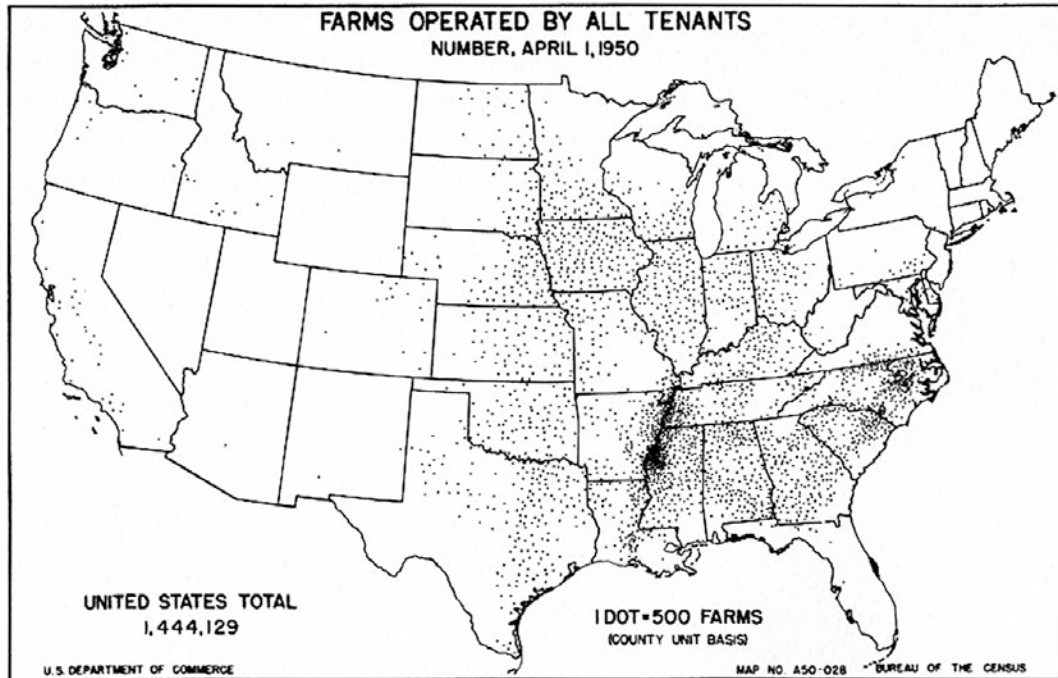 FARMS OPERATED BY ALL TENANTS
NUMBER, APRIL 1, 1950
UNITED STATES TOTAL
1,444,129
1 DOT=500 FARMS
(COUNTY UNIT BASIS)
U.S. DEPARTMENT OF COMMERCE
MAP NO. A50-028
BUREAU OF THE CENSUS